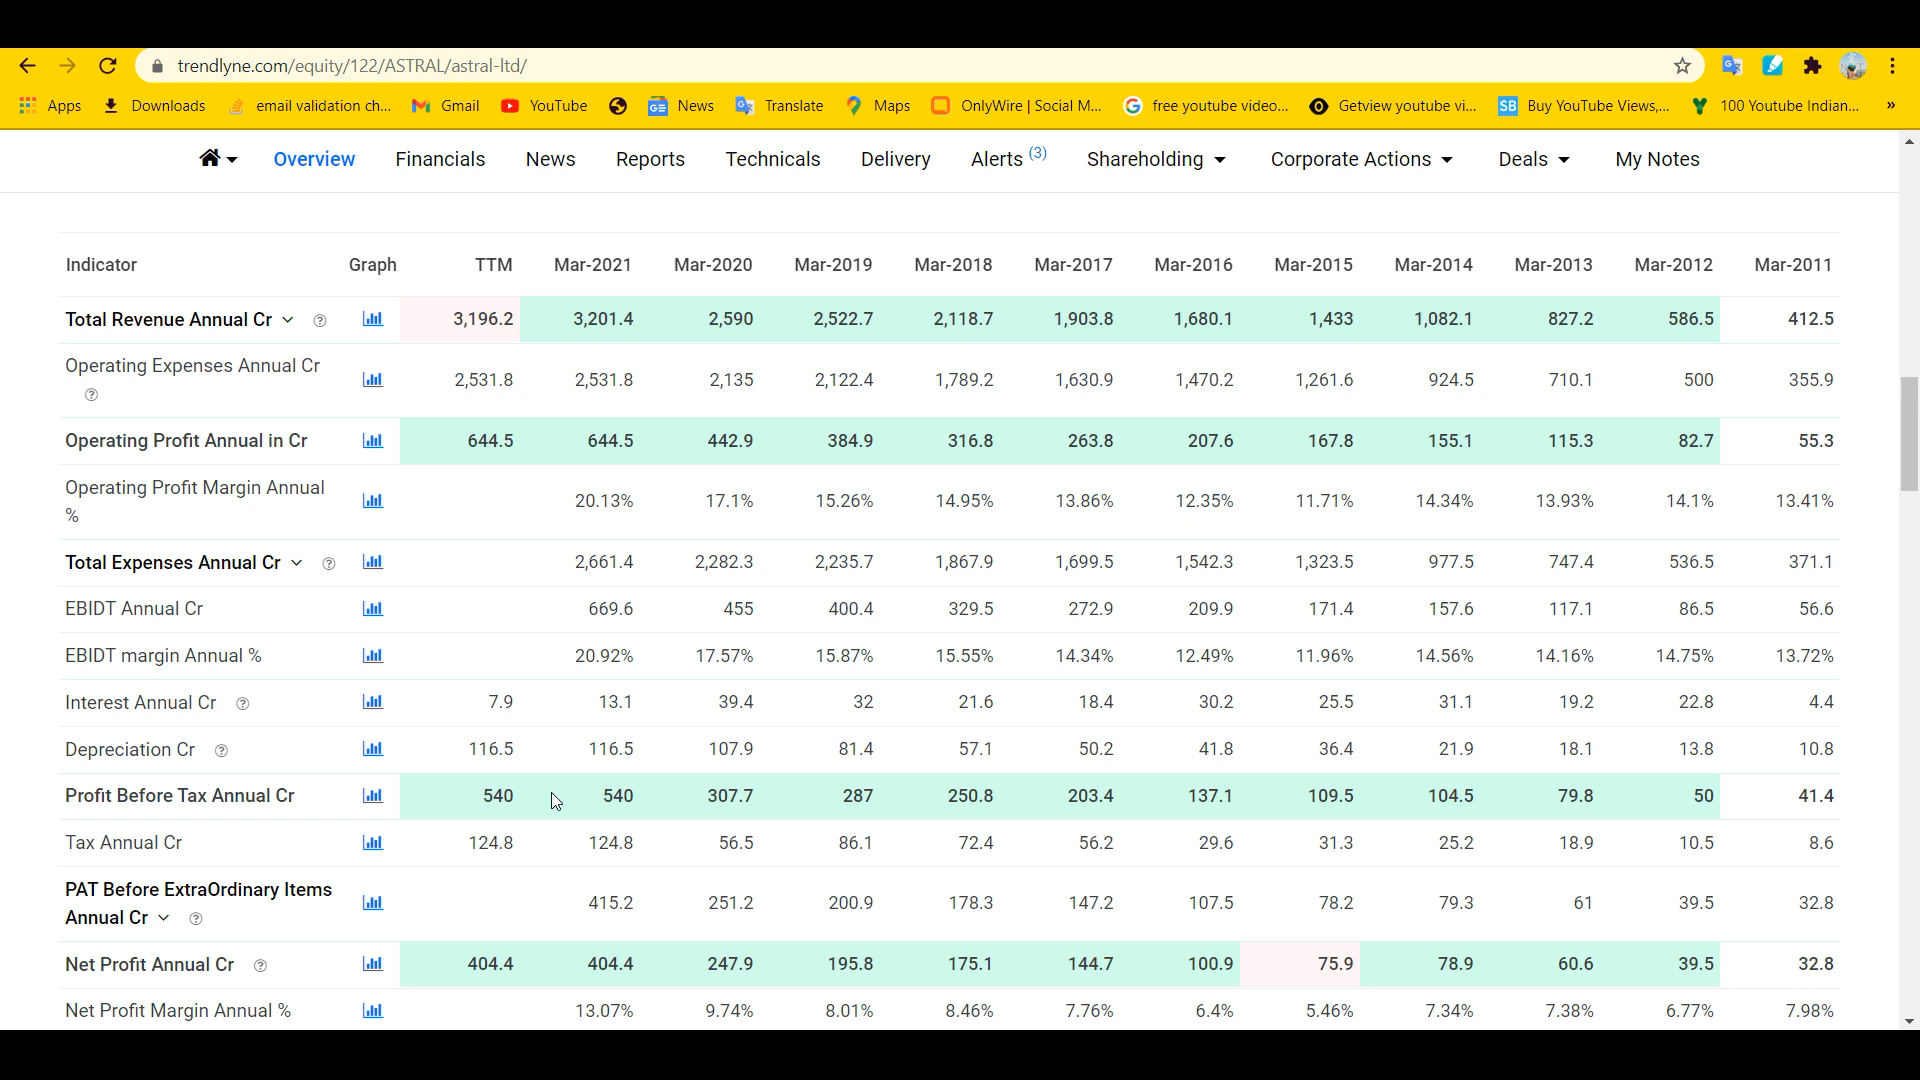 trendlyne.com/equity/122/ASTRAL/astral-ltd/
Apps Downloads email validation ch... Gmail YouTube News Translate Maps OnlyWire | Social M... free youtube video... Getview youtube vi... SB Buy YouTube Views,... 100 Youtube Indian... »
Overview Financials News Reports Technicals Delivery Alerts (3) Shareholding Corporate Actions Deals My Notes
Indicator Graph TTM Mar-2021 Mar-2020 Mar-2019 Mar-2018 Mar-2017 Mar-2016 Mar-2015 Mar-2014 Mar-2013 Mar-2012 Mar-2011
Total Revenue Annual Cr 3,196.2 3,201.4 2,590 2,522.7 2,118.7 1,903.8 1,680.1 1,433 1,082.1 827.2 586.5 412.5
Operating Expenses Annual Cr 2,531.8 2,531.8 2,135 2,122.4 1,789.2 1,630.9 1,470.2 1,261.6 924.5 710.1 500 355.9
Operating Profit Annual in Cr 644.5 644.5 442.9 384.9 316.8 263.8 207.6 167.8 155.1 115.3 82.7 55.3
Operating Profit Margin Annual
% 20.13% 17.1% 15.26% 14.95% 13.86% 12.35% 11.71% 14.34% 13.93% 14.1% 13.41%
Total Expenses Annual Cr 2,661.4 2,282.3 2,235.7 1,867.9 1,699.5 1,542.3 1,323.5 977.5 747.4 536.5 371.1
EBIDT Annual Cr 669.6 455 400.4 329.5 272.9 209.9 171.4 157.6 117.1 86.5 56.6
EBIDT margin Annual % 20.92% 17.57% 15.87% 15.55% 14.34% 12.49% 11.96% 14.56% 14.16% 14.75% 13.72%
Interest Annual Cr 7.9 13.1 39.4 32 21.6 18.4 30.2 25.5 31.1 19.2 22.8 4.4
Depreciation Cr 116.5 116.5 107.9 81.4 57.1 50.2 41.8 36.4 21.9 18.1 13.8 10.8
Profit Before Tax Annual Cr 540 540 307.7 287 250.8 203.4 137.1 109.5 104.5 79.8 50 41.4
Tax Annual Cr 124.8 124.8 56.5 86.1 72.4 56.2 29.6 31.3 25.2 18.9 10.5 8.6
PAT Before ExtraOrdinary Items
Annual Cr 415.2 251.2 200.9 178.3 147.2 107.5 78.2 79.3 61 39.5 32.8
Net Profit Annual Cr 404.4 404.4 247.9 195.8 175.1 144.7 100.9 75.9 78.9 60.6 39.5 32.8
Net Profit Margin Annual % 13.07% 9.74% 8.01% 8.46% 7.76% 6.4% 5.46% 7.34% 7.38% 6.77% 7.98%